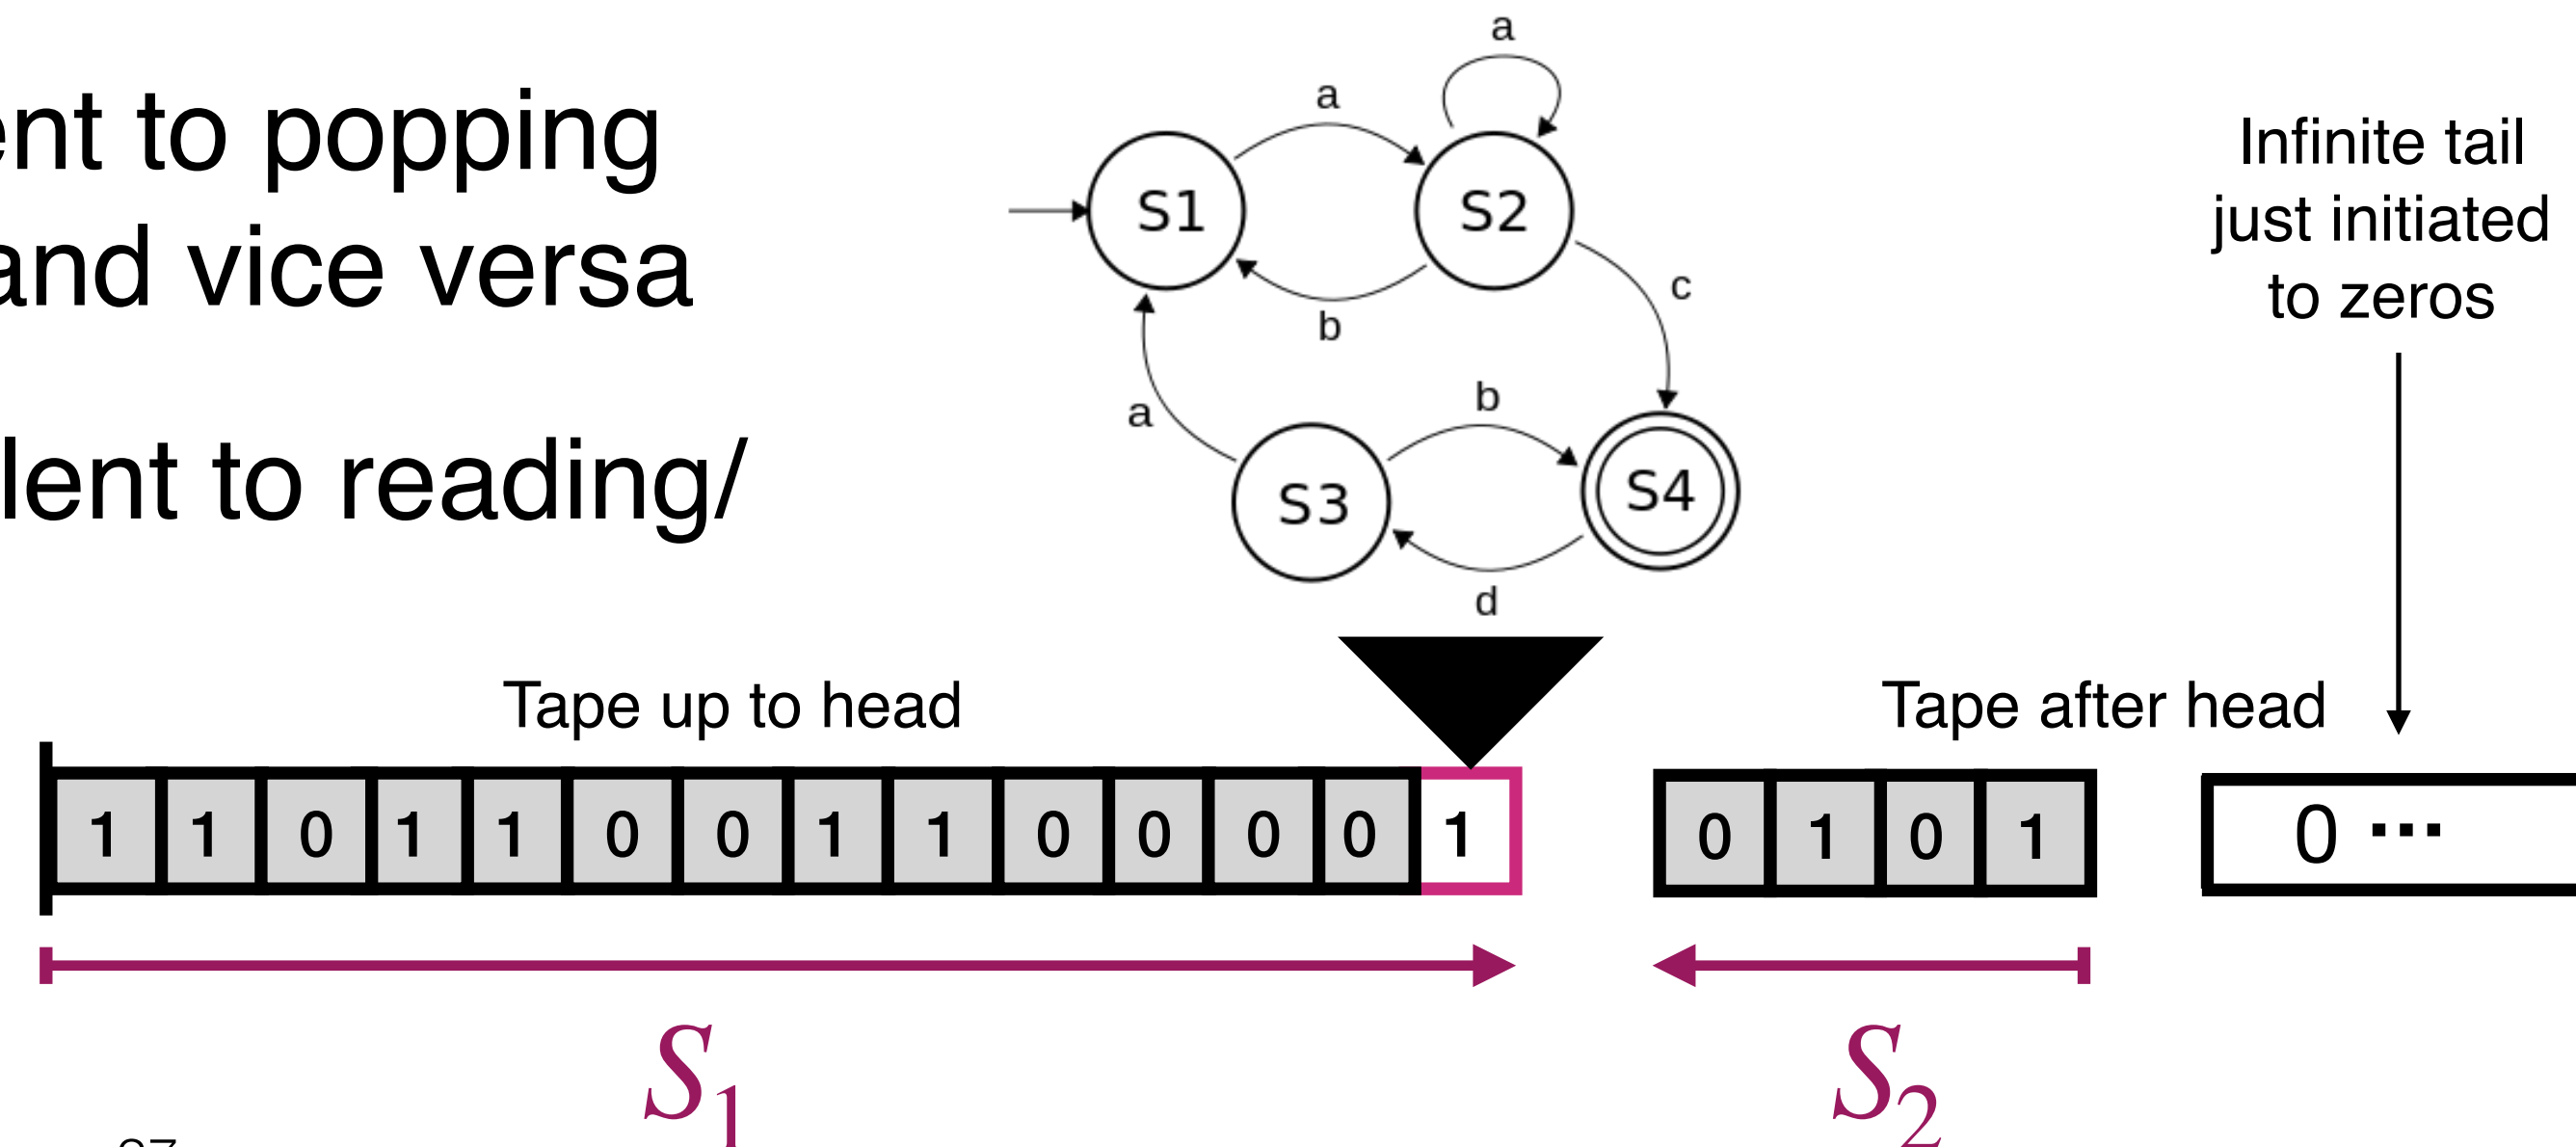 ent to popping
and vice versa
lent to reading/
a
a
S1
S2
b
c
a
b
S3
S4
d
Infinite tail
just initiated
to zeros
Tape up to head
Tape after head
1 1 0 1 1 0 0 1 1 0 0 0 0 1
0 1 0 1
0 ...
S1
S2